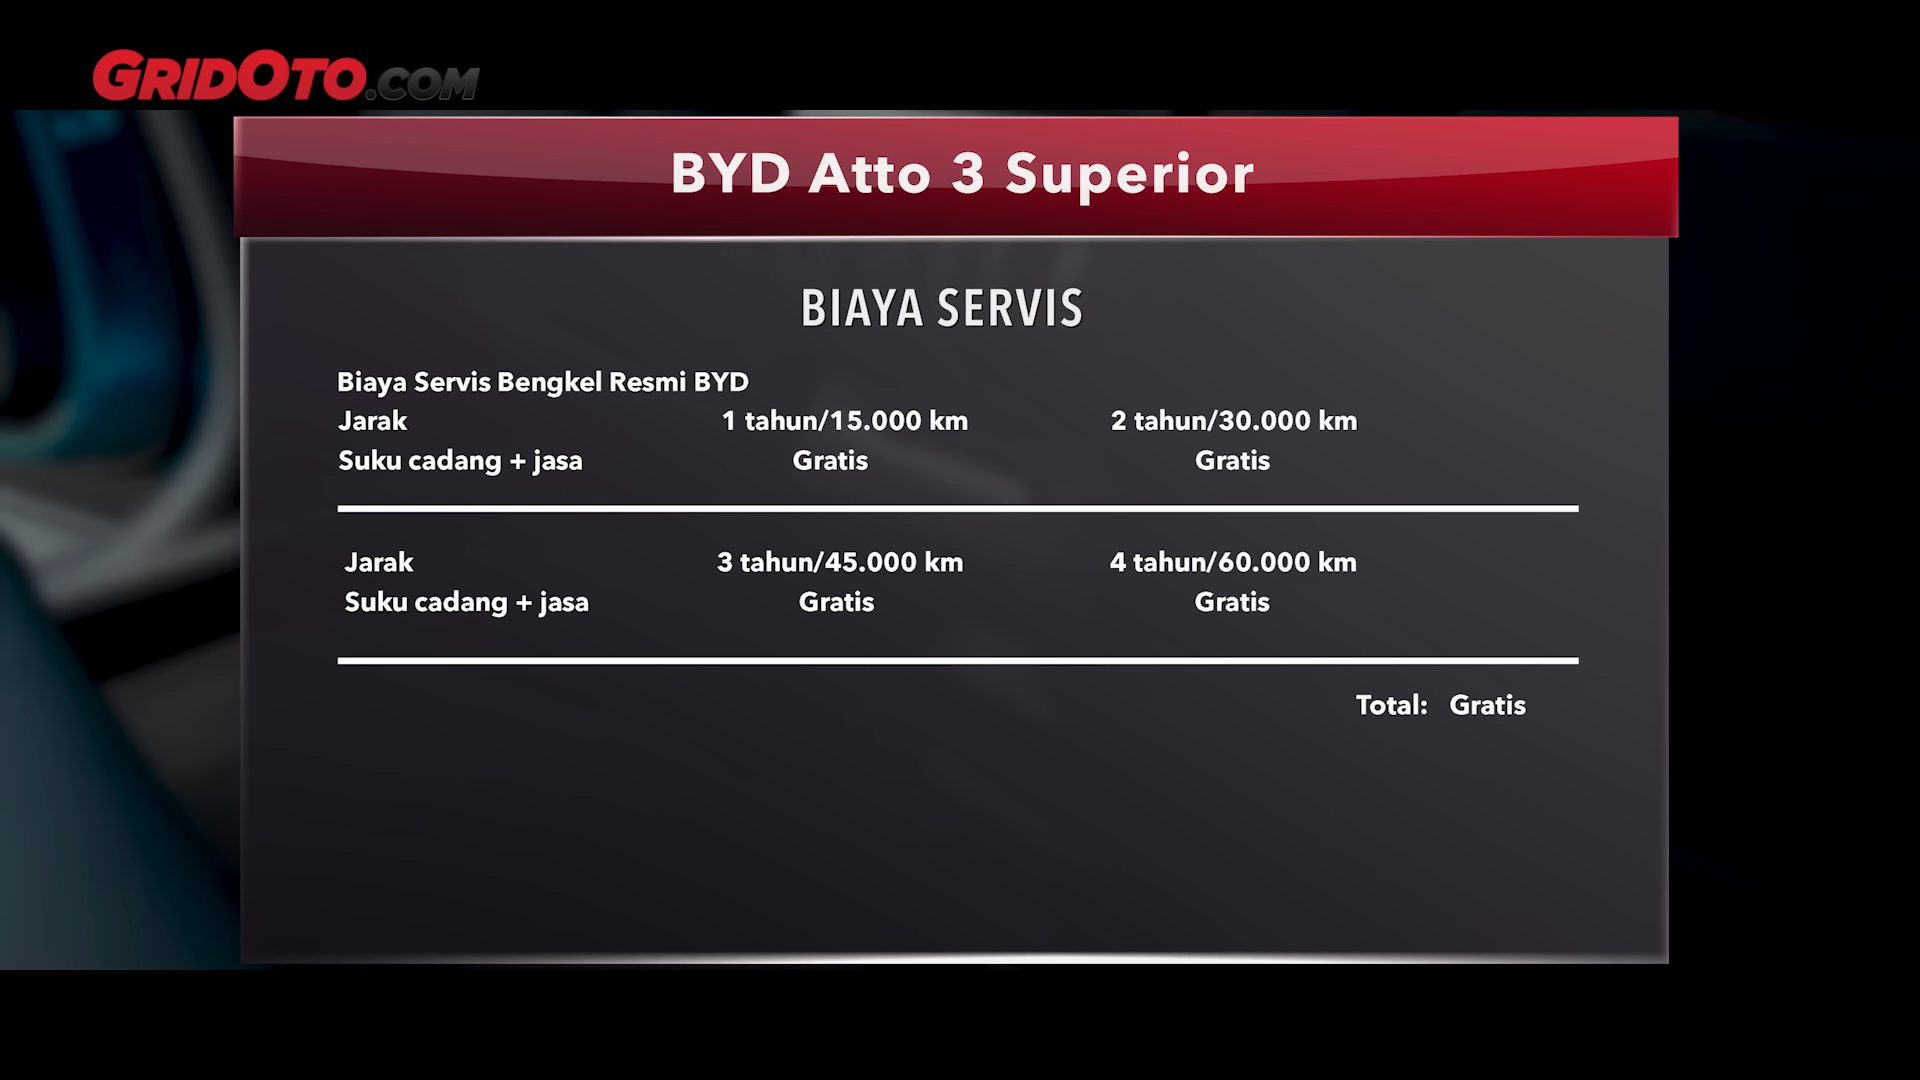 GRIDOTO.COM
BYD Atto 3 Superior
BIAYA SERVIS
Biaya Servis Bengkel Resmi BYD
Jarak 1 tahun/15.000 km 2 tahun/30.000 km
Suku cadang + jasa Gratis Gratis
Jarak 3 tahun/45.000 km 4 tahun/60.000 km
Suku cadang + jasa Gratis Gratis
Total: Gratis